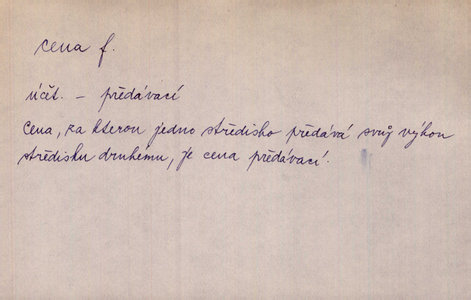 cena f.
účet. – předávací
Cena, za kterou jedno středisko předává svůj výkon
středisku druhému, je cena předávací.